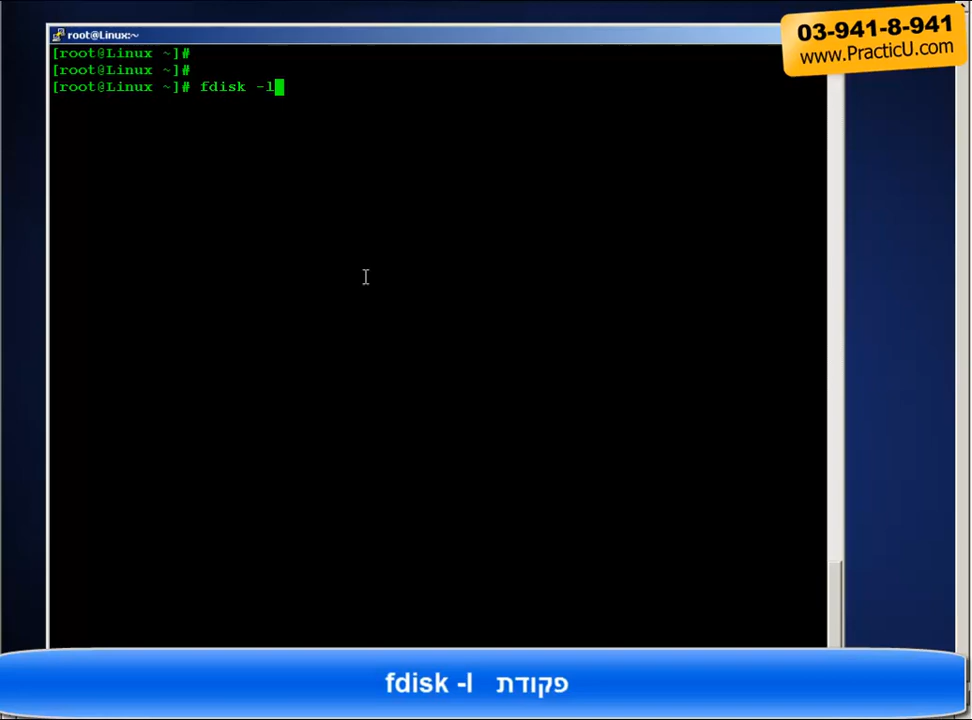 root@Linux:~
03-941-8-941
www.PracticU.com
[root@Linux ~]#
[root@Linux ~]#
[root@Linux ~]# fdisk -l
פקודת fdisk -l